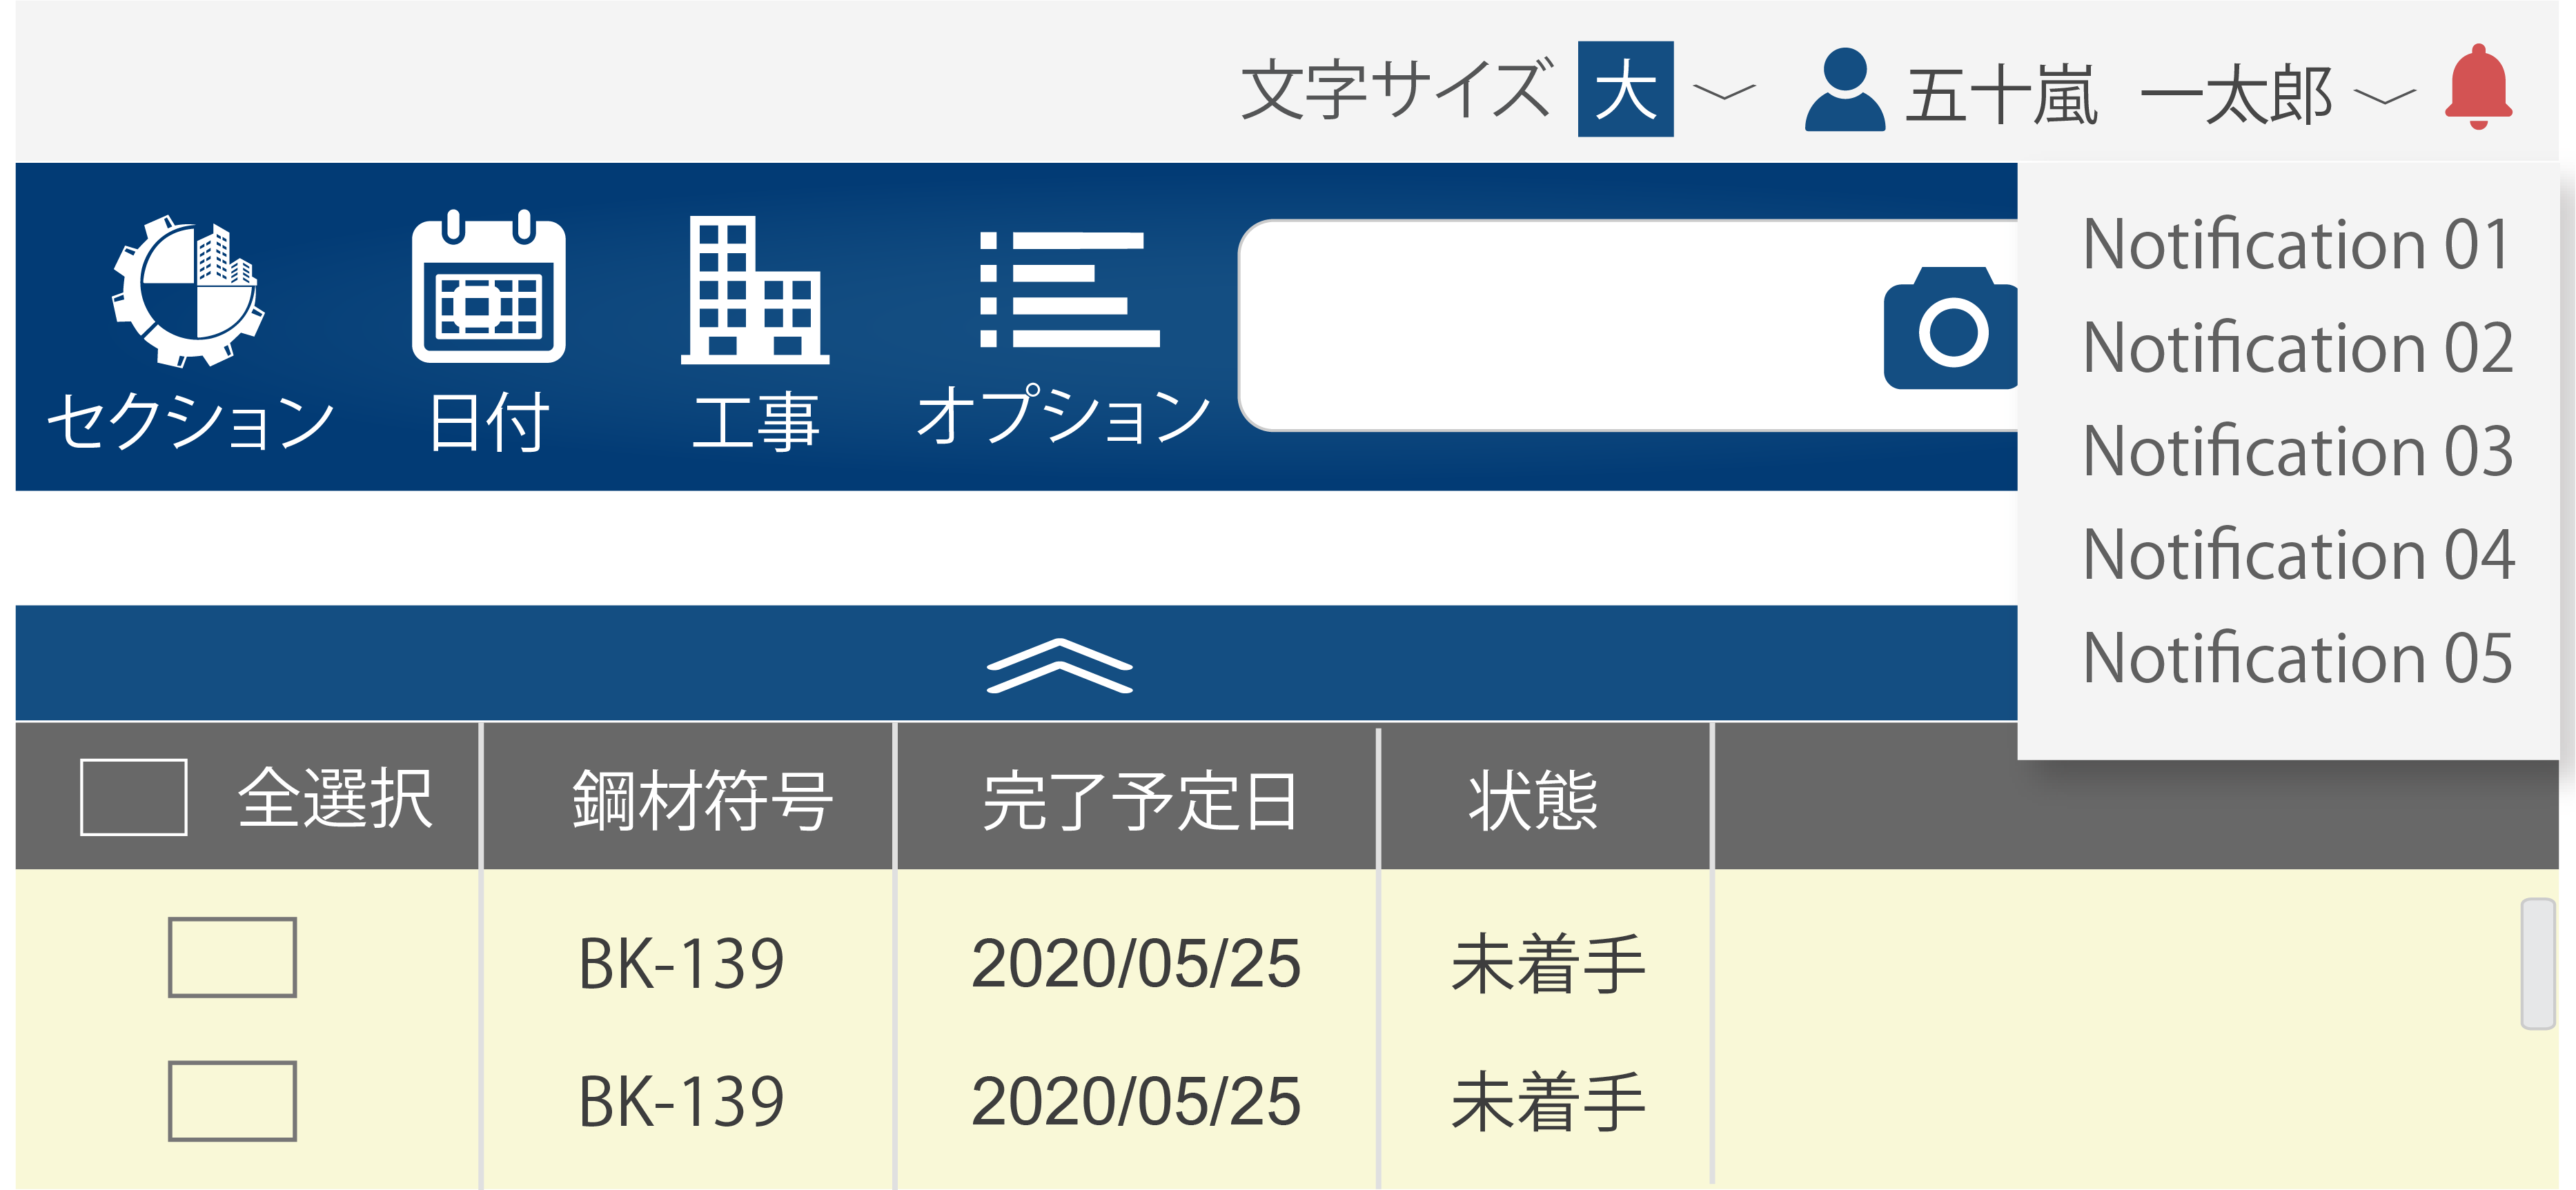 文字サイズ 大 五十嵐 一太郎
セクション 日付 工事 オプション
Notification 01
Notification 02
Notification 03
Notification 04
Notification 05
全選択 鋼材符号 完了予定日 状態
BK-139 2020/05/25 未着手
BK-139 2020/05/25 未着手